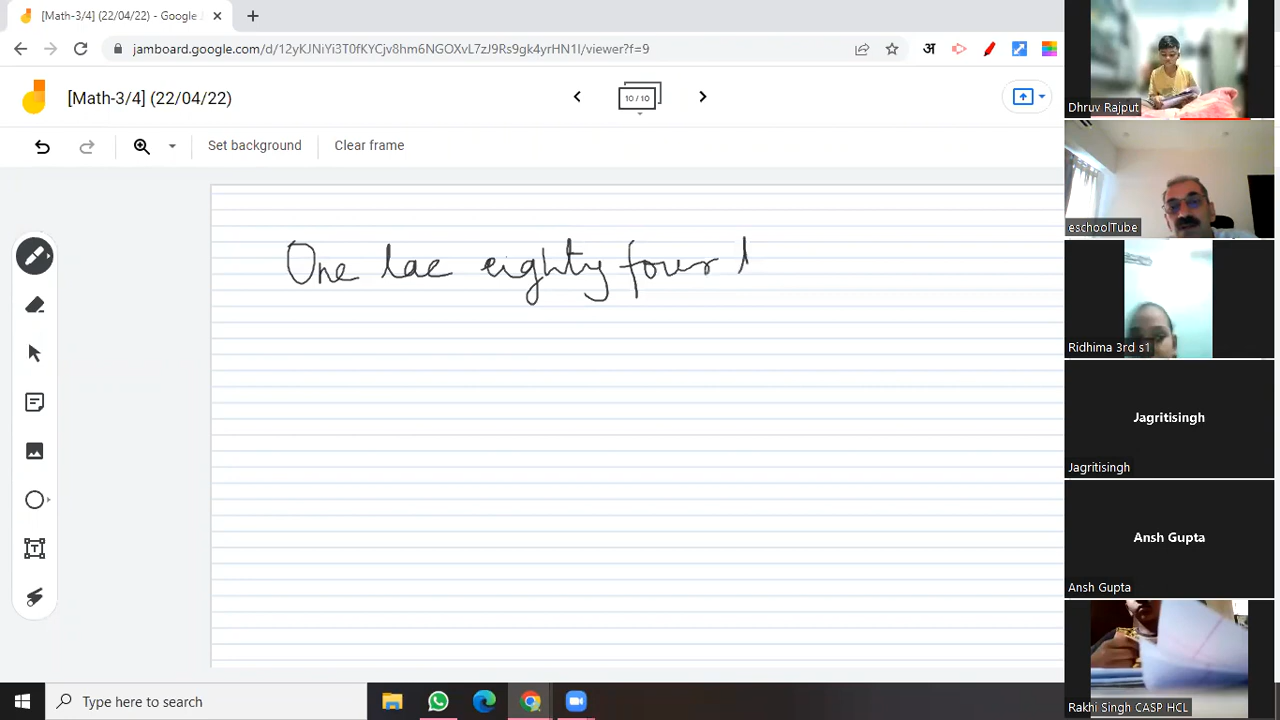 [Math-3/4] (22/04/22) - Google
jamboard.google.com/d/12yKJNiYi3TmHKYCjv8hm6NGOXvL7zJ9Rs9gk4yrHN1I/viewer?f=9
अ
[Math-3/4] (22/04/22)
10 / 10
Set background
Clear frame
One lac eighty four
Dhruv Rajput
eschoolTube
Ridhima 3rd s1
Jagritisingh
Jagritisingh
Ansh Gupta
Ansh Gupta
Rakhi Singh CASP HCL
Type here to search